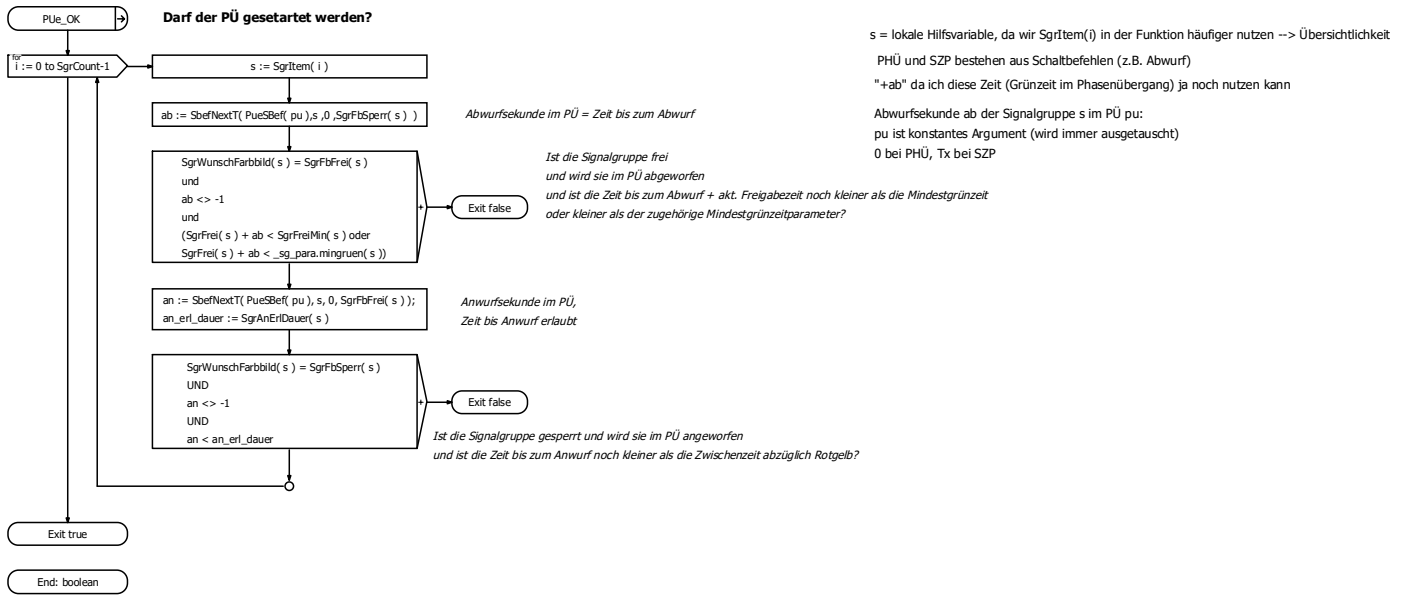 PUe_OK
Darf der PÜ gesetartet werden?
for
i := 0 to SgrCount-1
s := SgrItem( i )
s = lokale Hilfsvariable, da wir SgrItem(i) in der Funktion häufiger nutzen --> Übersichtlichkeit
PHÜ und SZP bestehen aus Schaltbefehlen (z.B. Abwurf)
"+ab" da ich diese Zeit (Grünzeit im Phasenübergang) ja noch nutzen kann
Abwurfsekunde ab der Signalgruppe s im PÜ pu:
pu ist konstantes Argument (wird immer ausgetauscht)
0 bei PHÜ, Tx bei SZP
ab := SbefNextT( PueSBef( pu ),s ,0 ,SgrFbSperr( s ) )
Abwurfsekunde im PÜ = Zeit bis zum Abwurf
SgrWunschFarbbild( s ) = SgrFbFrei( s )
und
ab <> -1
und
(SgrFrei( s ) + ab < SgrFreiMin( s ) oder
SgrFrei( s ) + ab < _sg_para.mingruen( s ))
+
Exit false
Ist die Signalgruppe frei
und wird sie im PÜ abgeworfen
und ist die Zeit bis zum Abwurf + akt. Freigabezeit noch kleiner als die Mindestgrünzeit
oder kleiner als der zugehörige Mindestgrünzeitparameter?
an := SbefNextT( PueSBef( pu ), s, 0, SgrFbFrei( s ) );
an_erl_dauer := SgrAnErlDauer( s )
Anwurfsekunde im PÜ,
Zeit bis Anwurf erlaubt
SgrWunschFarbbild( s ) = SgrFbSperr( s )
UND
an <> -1
UND
an < an_erl_dauer
+
Exit false
Ist die Signalgruppe gesperrt und wird sie im PÜ angeworfen
und ist die Zeit bis zum Anwurf noch kleiner als die Zwischenzeit abzüglich Rotgelb?
Exit true
End: boolean